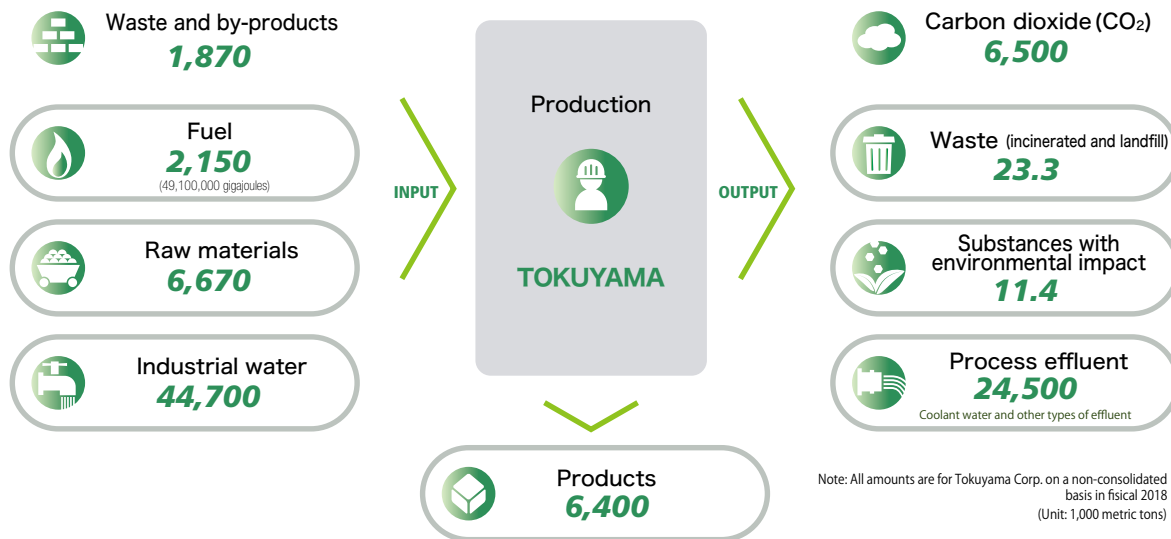 Waste and by-products
1,870
Fuel
2,150
(49,100,000 gigajoules)
Raw materials
6,670
Industrial water
44,700
INPUT
Production
TOKUYAMA
OUTPUT
Products
6,400
Carbon dioxide (CO₂)
6,500
Waste (incinerated and landfill)
23.3
Substances with
environmental impact
11.4
Process effluent
24,500
Coolant water and other types of effluent
Note: All amounts are for Tokuyama Corp. on a non-consolidated
basis in fisical 2018
(Unit: 1,000 metric tons)